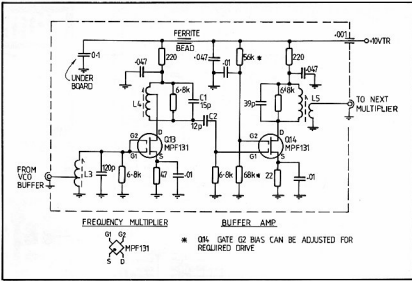 FERRITE
BEAD
.001
+10VTR
0·1
.047
220
.047
.01
56k *
220
.047
UNDER
BOARD
L4
6·8k
C1
15p
39p
6·8k
L5
TO NEXT
MULTIPLIER
12p
C2
D
Q13
MPF131
G2
G1
S
D
Q14
MPF131
G2
G1
S
FROM
VCO
BUFFER
L3
120p
6-8k
47
.01
6-8k
68k *
22
.01
FREQUENCY MULTIPLIER
BUFFER AMP
G1 G2
MPF131
S D
* Q14 GATE G2 BIAS CAN BE ADJUSTED FOR
REQUIRED DRIVE